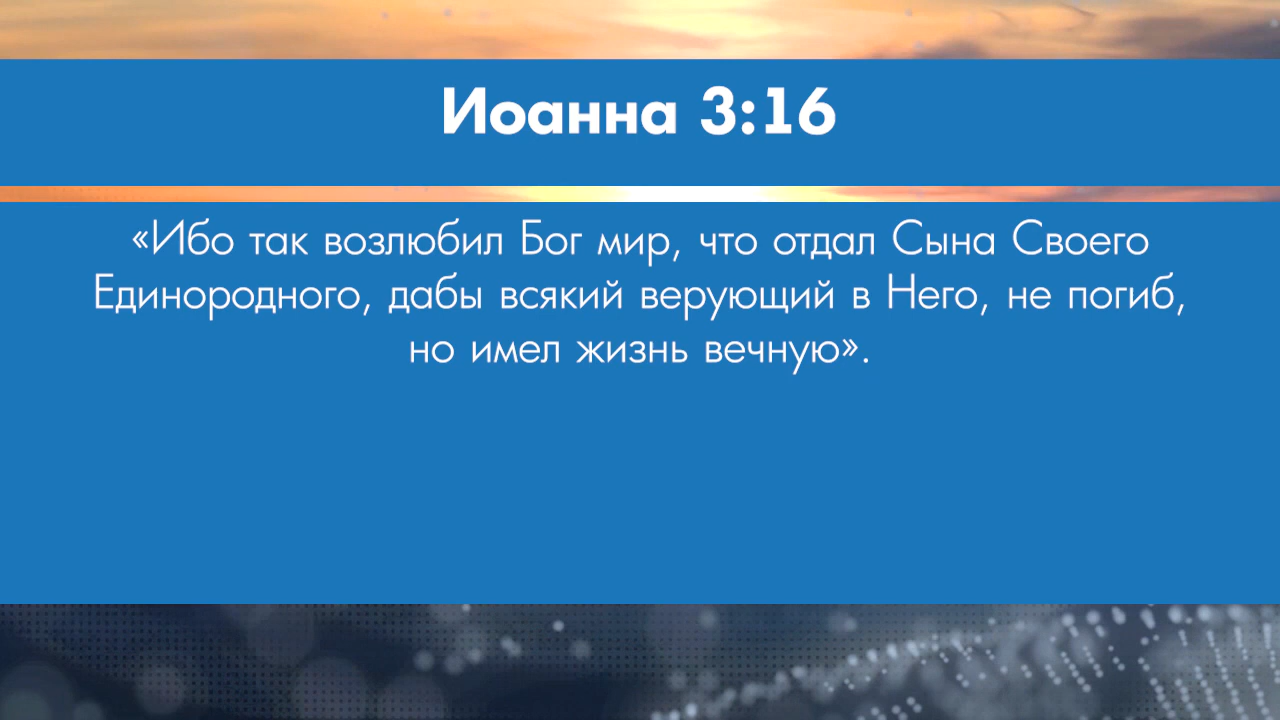 Иоанна 3:16
«Ибо так возлюбил Бог мир, что отдал Сына Своего
Единородного, дабы всякий верующий в Него, не погиб,
но имел жизнь вечную».